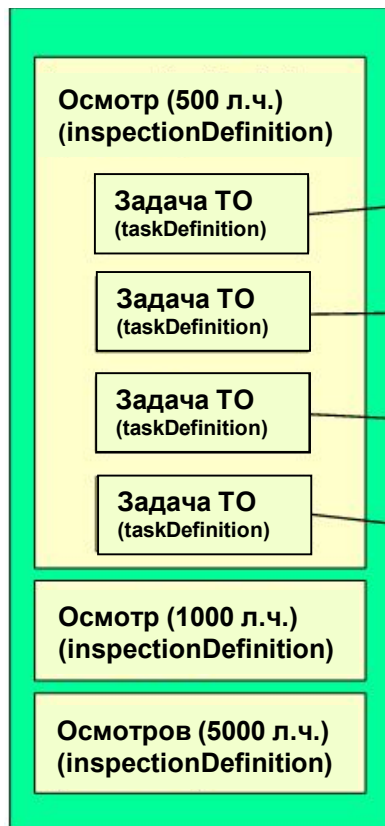 Осмотр (500 л.ч.)
(inspectionDefinition)
Задача ТО
(taskDefinition)
Задача ТО
(taskDefinition)
Задача ТО
(taskDefinition)
Задача ТО
(taskDefinition)
Осмотр (1000 л.ч.)
(inspectionDefinition)
Осмотров (5000 л.ч.)
(inspectionDefinition)